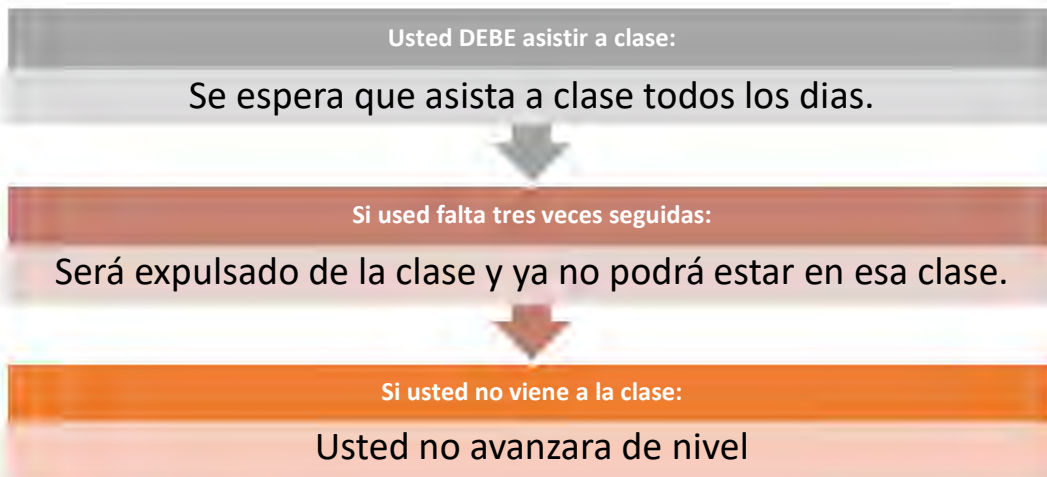 Usted DEBE asistir a clase:
Se espera que asista a clase todos los dias.
Si used falta tres veces seguidas:
Será expulsado de la clase y ya no podrá estar en esa clase.
Si usted no viene a la clase:
Usted no avanzara de nivel